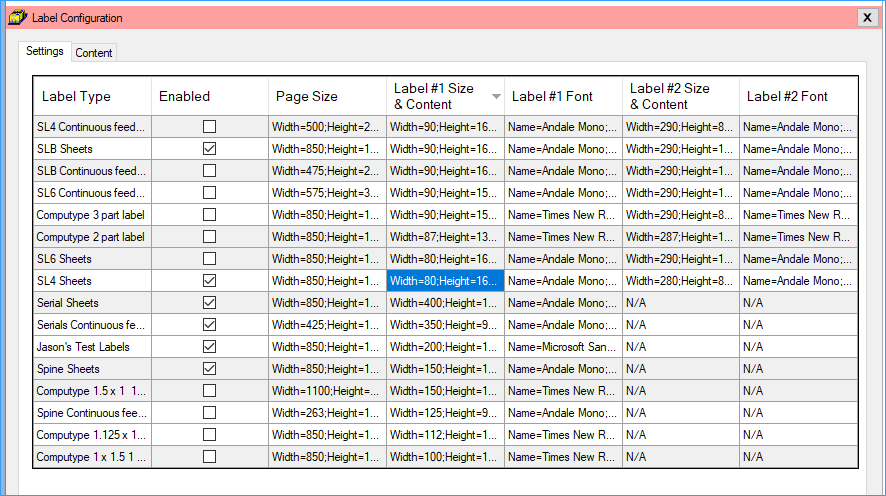 Label Configuration
X
Settings Content
Label Type Enabled Page Size Label #1 Size & Content Label #1 Font Label #2 Size & Content Label #2 Font
SL4 Continuous feed... Width=500;Height=2... Width=90;Height=16... Name=Andale Mono;... Width=290;Height=8... Name=Andale Mono;...
SLB Sheets Width=850;Height=1... Width=90;Height=16... Name=Andale Mono;... Width=290;Height=1... Name=Andale Mono;...
SLB Continuous feed... Width=475;Height=2... Width=90;Height=16... Name=Andale Mono;... Width=290;Height=1... Name=Andale Mono;...
SL6 Continuous feed... Width=575;Height=3... Width=90;Height=15... Name=Andale Mono;... Width=290;Height=1... Name=Andale Mono;...
Computype 3 part label Width=850;Height=1... Width=90;Height=15... Name=Times New R... Width=290;Height=8... Name=Times New R...
Computype 2 part label Width=850;Height=1... Width=87;Height=13... Name=Times New R... Width=287;Height=1... Name=Times New R...
SL6 Sheets Width=850;Height=1... Width=80;Height=16... Name=Andale Mono;... Width=290;Height=1... Name=Andale Mono;...
SL4 Sheets Width=850;Height=1... Width=80;Height=16... Name=Andale Mono;... Width=280;Height=8... Name=Andale Mono;...
Serial Sheets Width=850;Height=1... Width=400;Height=1... Name=Andale Mono;... N/A N/A
Serials Continuous fe... Width=425;Height=1... Width=350;Height=9... Name=Andale Mono;... N/A N/A
Jason's Test Labels Width=850;Height=1... Width=200;Height=1... Name=Microsoft San... N/A N/A
Spine Sheets Width=850;Height=1... Width=150;Height=1... Name=Andale Mono;... N/A N/A
Computype 1.5 x 1 1... Width=1100;Height=... Width=150;Height=1... Name=Times New R... N/A N/A
Spine Continuous fee... Width=263;Height=1... Width=125;Height=9... Name=Andale Mono;... N/A N/A
Computype 1.125 x 1... Width=850;Height=1... Width=112;Height=1... Name=Times New R... N/A N/A
Computype 1 x 1.5 1 ... Width=850;Height=1... Width=100;Height=1... Name=Times New R... N/A N/A